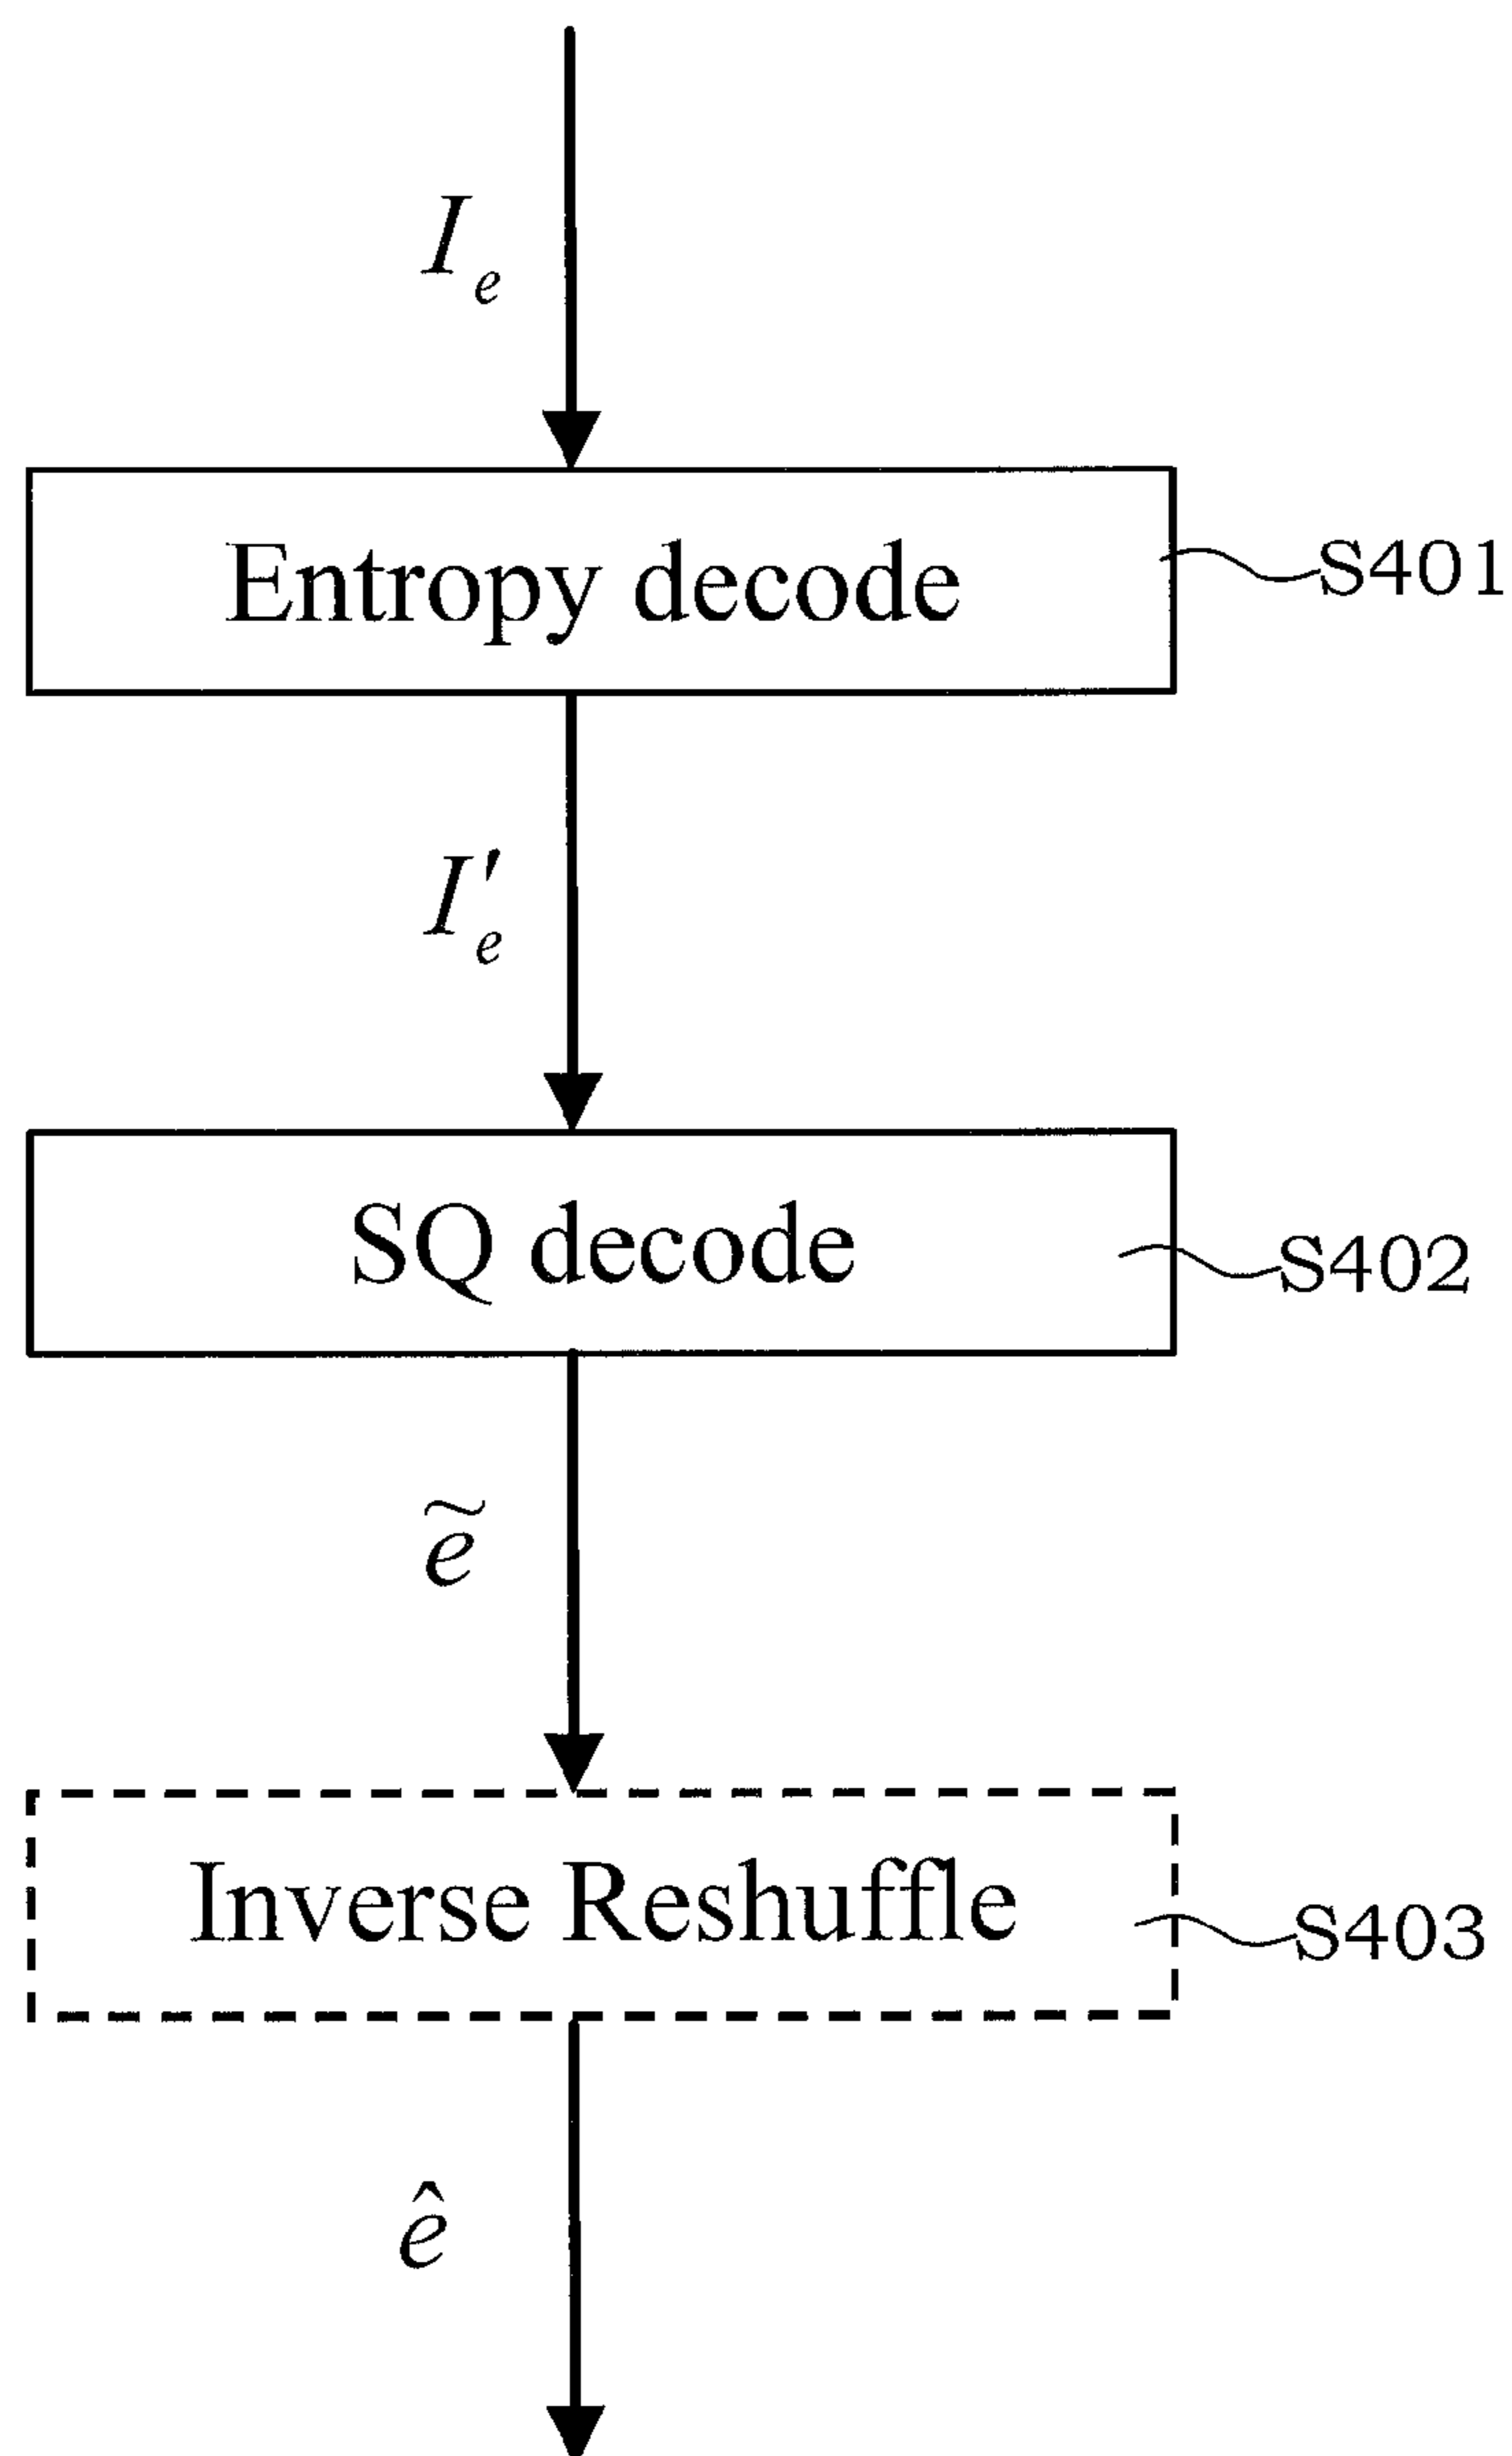 I_e
Entropy decode S401
I'_e
SQ decode S402
ẽ
Inverse Reshuffle S403
ê